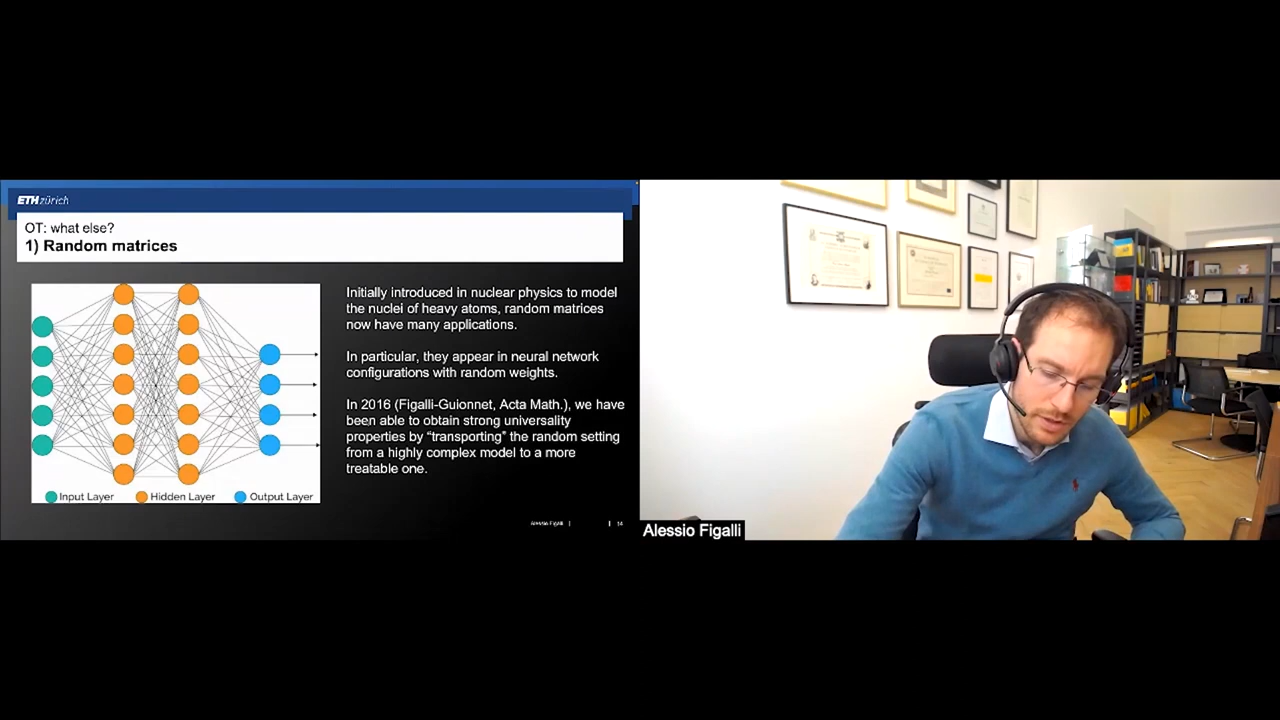 ETHzürich
OT: what else?
1) Random matrices
Initially introduced in nuclear physics to model
the nuclei of heavy atoms, random matrices
now have many applications.
In particular, they appear in neural network
configurations with random weights.
In 2016 (Figalli-Guionnet, Acta Math.), we have
been able to obtain strong universality
properties by “transporting” the random setting
from a highly complex model to a more
treatable one.
Input Layer
Hidden Layer
Output Layer
Alessio Figalli |
Alessio Figalli